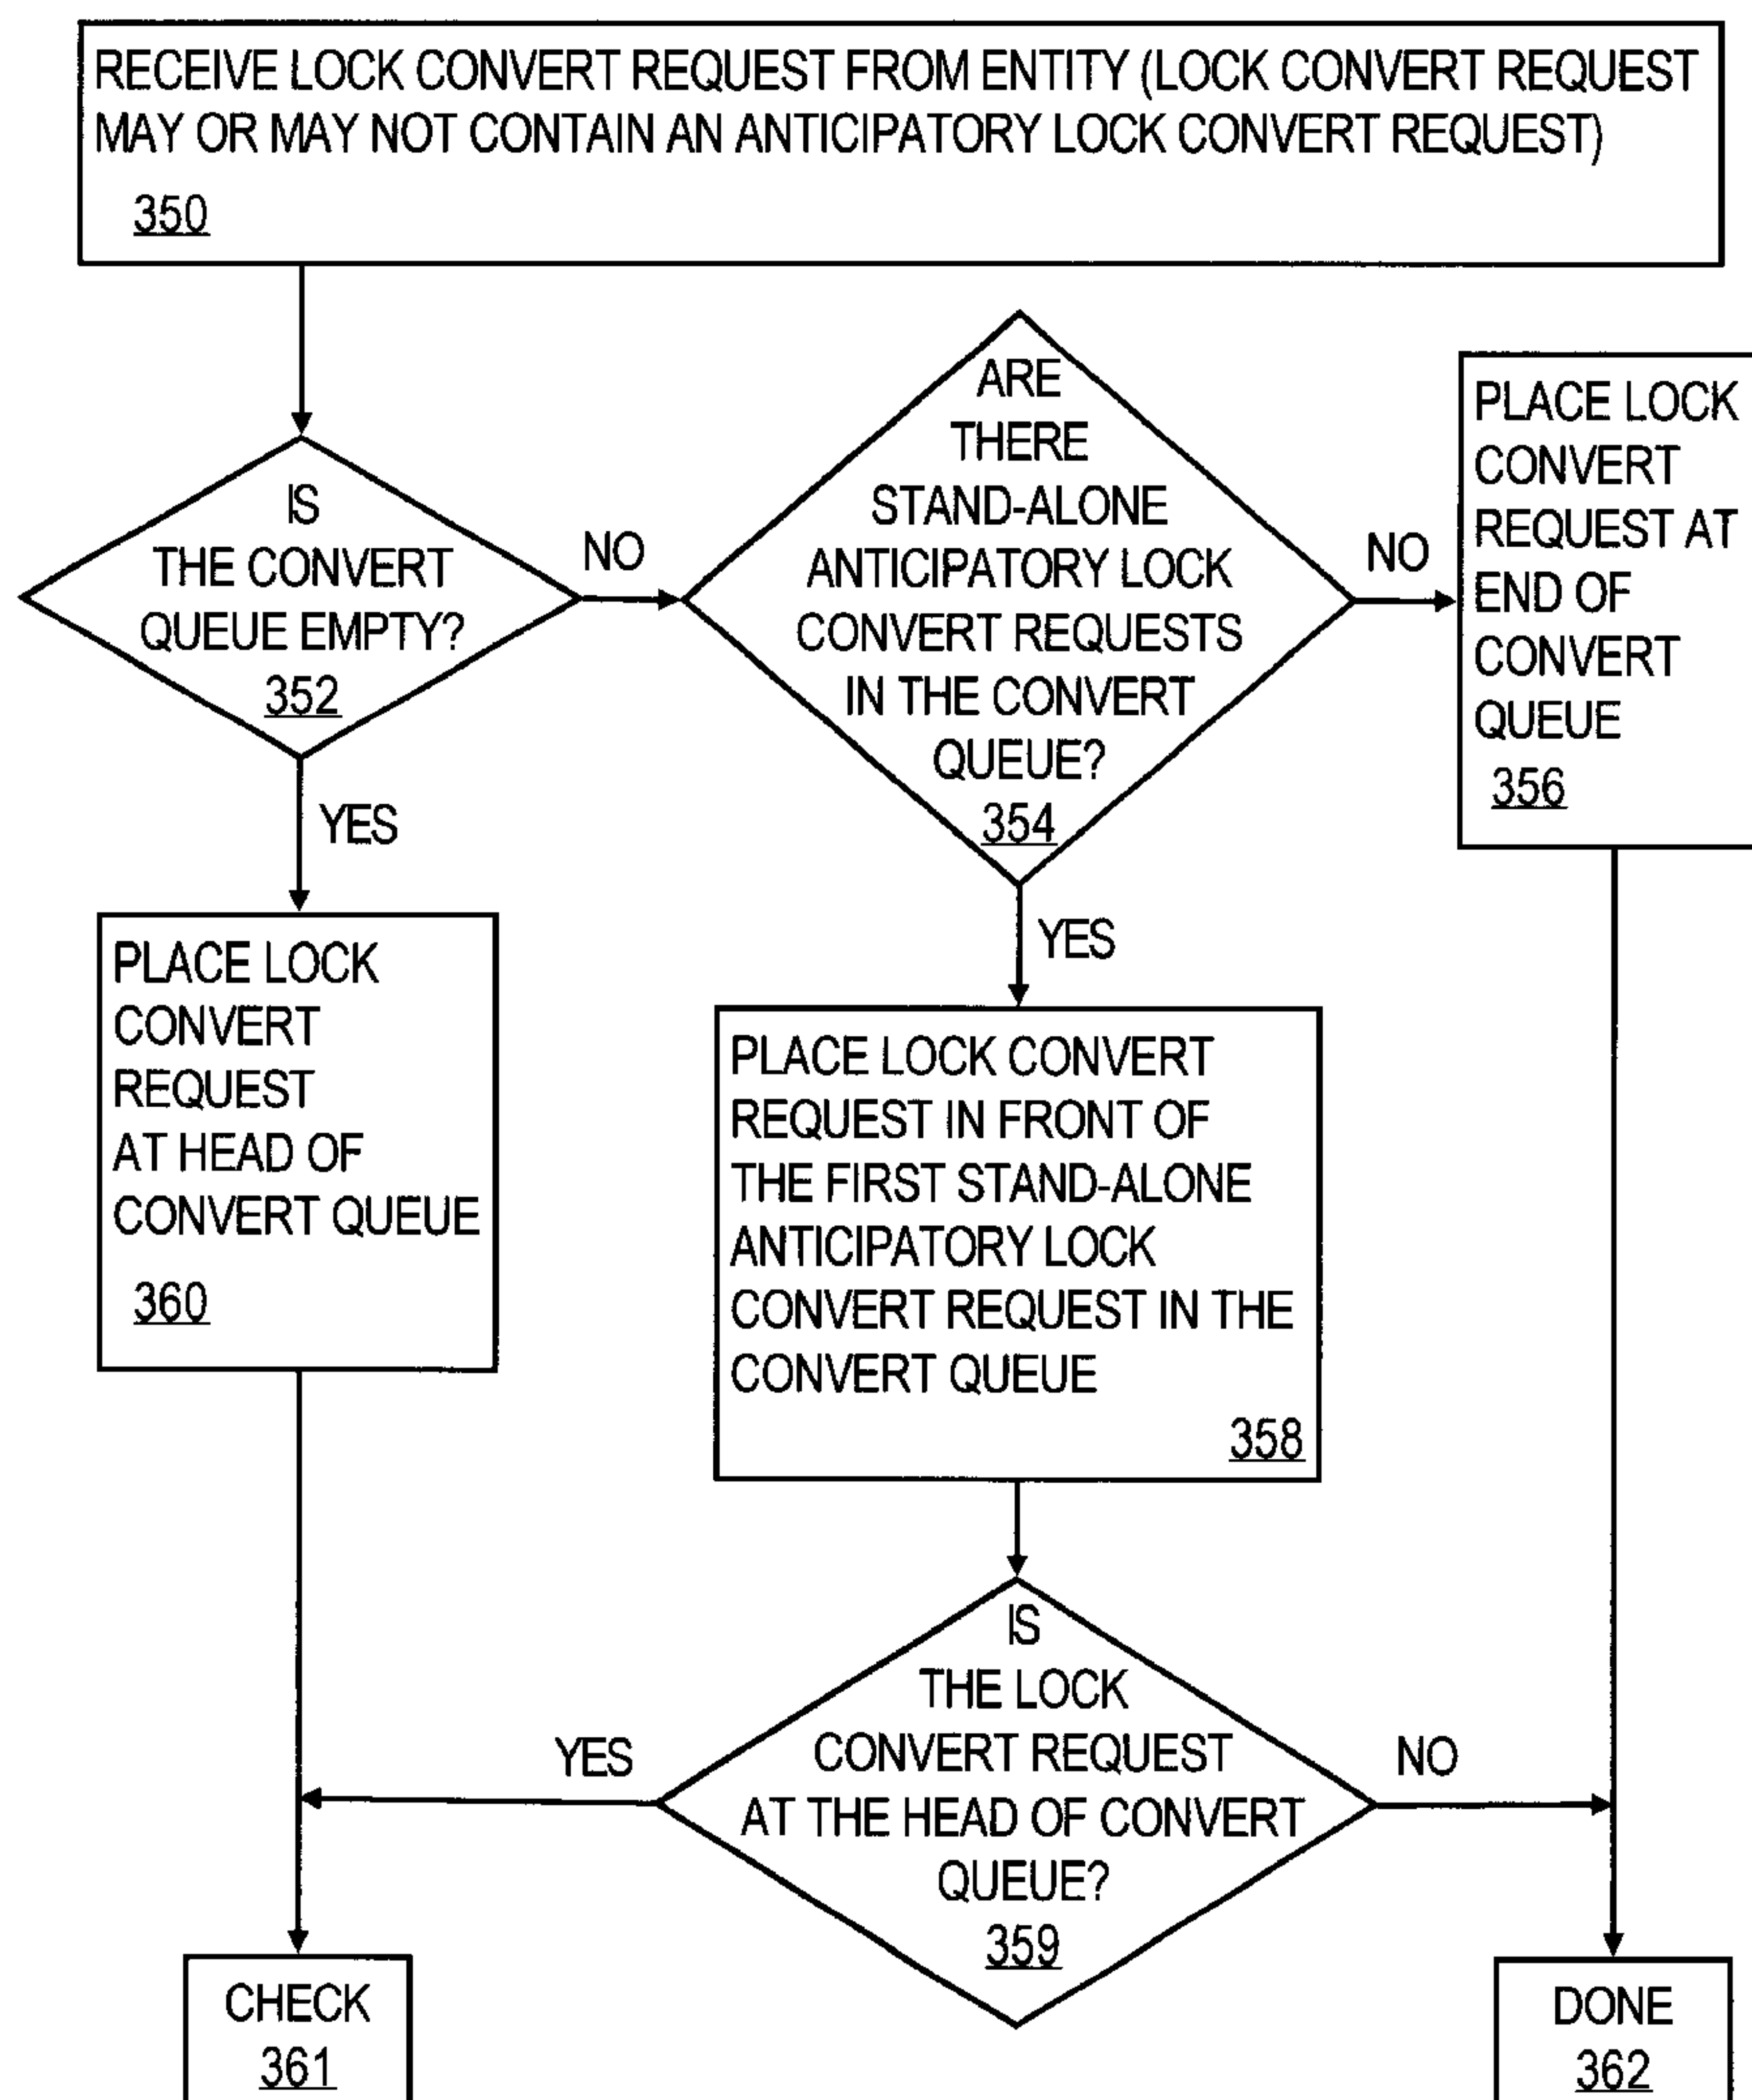 RECEIVE LOCK CONVERT REQUEST FROM ENTITY (LOCK CONVERT REQUEST
MAY OR MAY NOT CONTAIN AN ANTICIPATORY LOCK CONVERT REQUEST)
350
IS
THE CONVERT
QUEUE EMPTY?
352
NO
YES
ARE
THERE
STAND-ALONE
ANTICIPATORY LOCK
CONVERT REQUESTS
IN THE CONVERT
QUEUE?
354
NO
YES
PLACE LOCK
CONVERT
REQUEST AT
END OF
CONVERT
QUEUE
356
PLACE LOCK
CONVERT
REQUEST
AT HEAD OF
CONVERT QUEUE
360
PLACE LOCK CONVERT
REQUEST IN FRONT OF
THE FIRST STAND-ALONE
ANTICIPATORY LOCK
CONVERT REQUEST IN THE
CONVERT QUEUE
358
IS
THE LOCK
CONVERT REQUEST
AT THE HEAD OF CONVERT
QUEUE?
359
YES
NO
CHECK
361
DONE
362